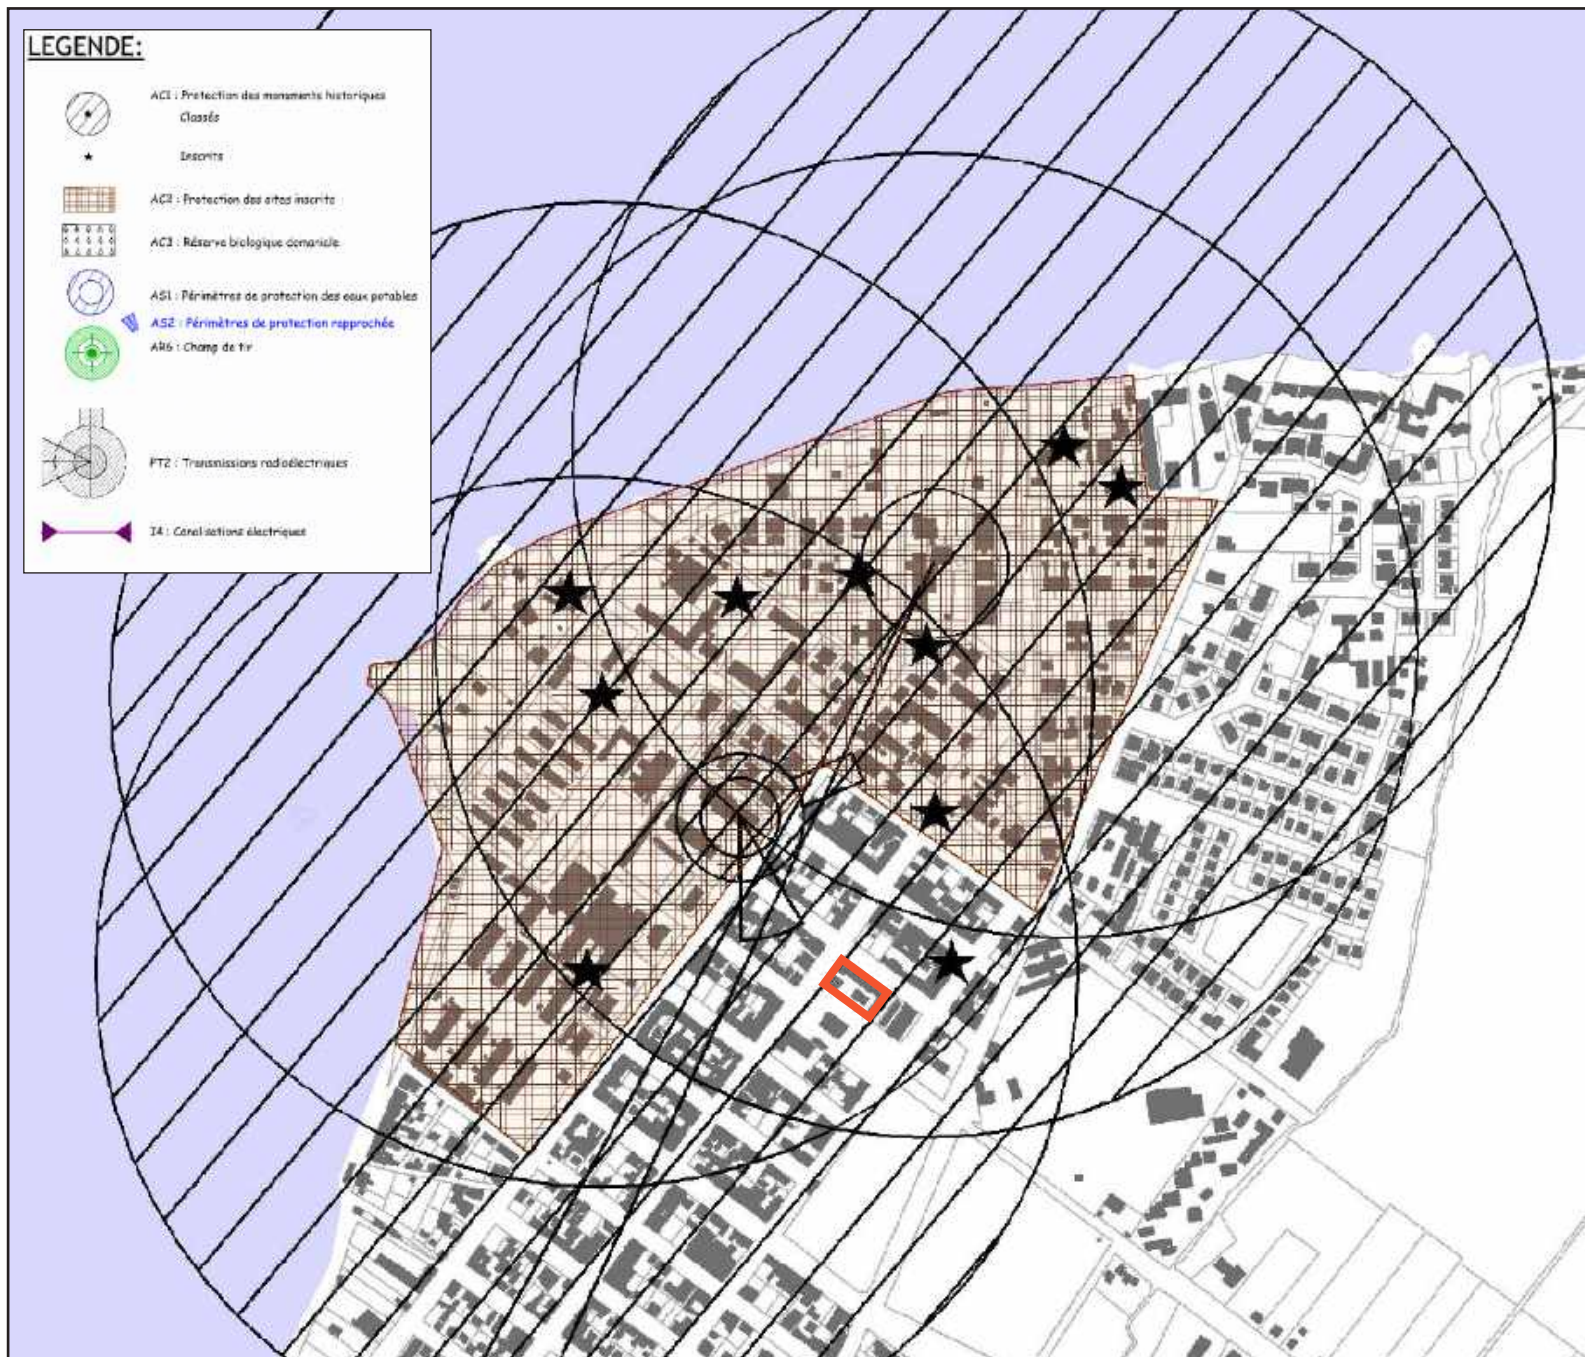 LEGENDE:
AC1 : Protection des monuments historiques
Classés
Inscrits
AC2 : Protection des sites inscrits
AC3 : Réserve biologique domaniale
AS1 : Périmètres de protection des eaux potables
AS2 : Périmètres de protection rapprochée
AR6 : Champ de tir
PT2 : Transmissions radioélectriques
I4 : Canalisations électriques